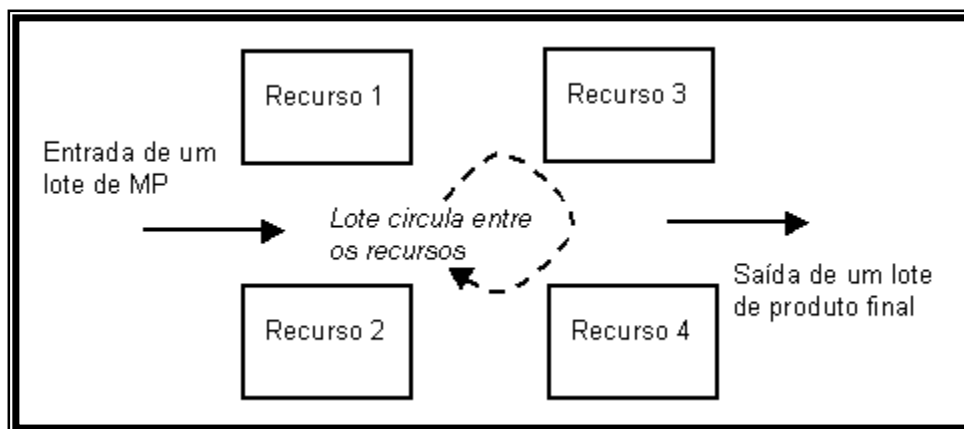 Recurso 1
Recurso 3
Entrada de um
lote de MP
Lote circula entre
os recursos
Saída de um lote
de produto final
Recurso 2
Recurso 4